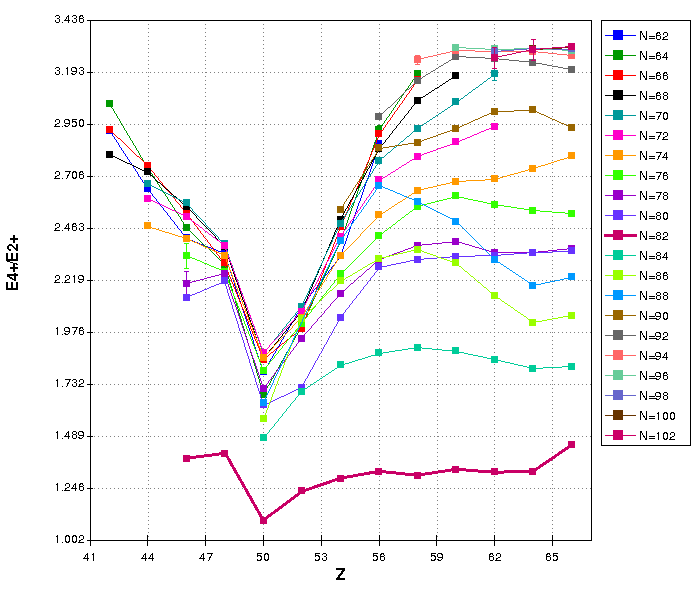 3.436
3.193
2.950
2.706
2.463
2.219
1.976
1.732
1.489
1.246
1.002
E4+/E2+
41 44 47 50 53 56 59 62 65
Z
N=62
N=64
N=66
N=68
N=70
N=72
N=74
N=76
N=78
N=80
N=82
N=84
N=86
N=88
N=90
N=92
N=94
N=96
N=98
N=100
N=102